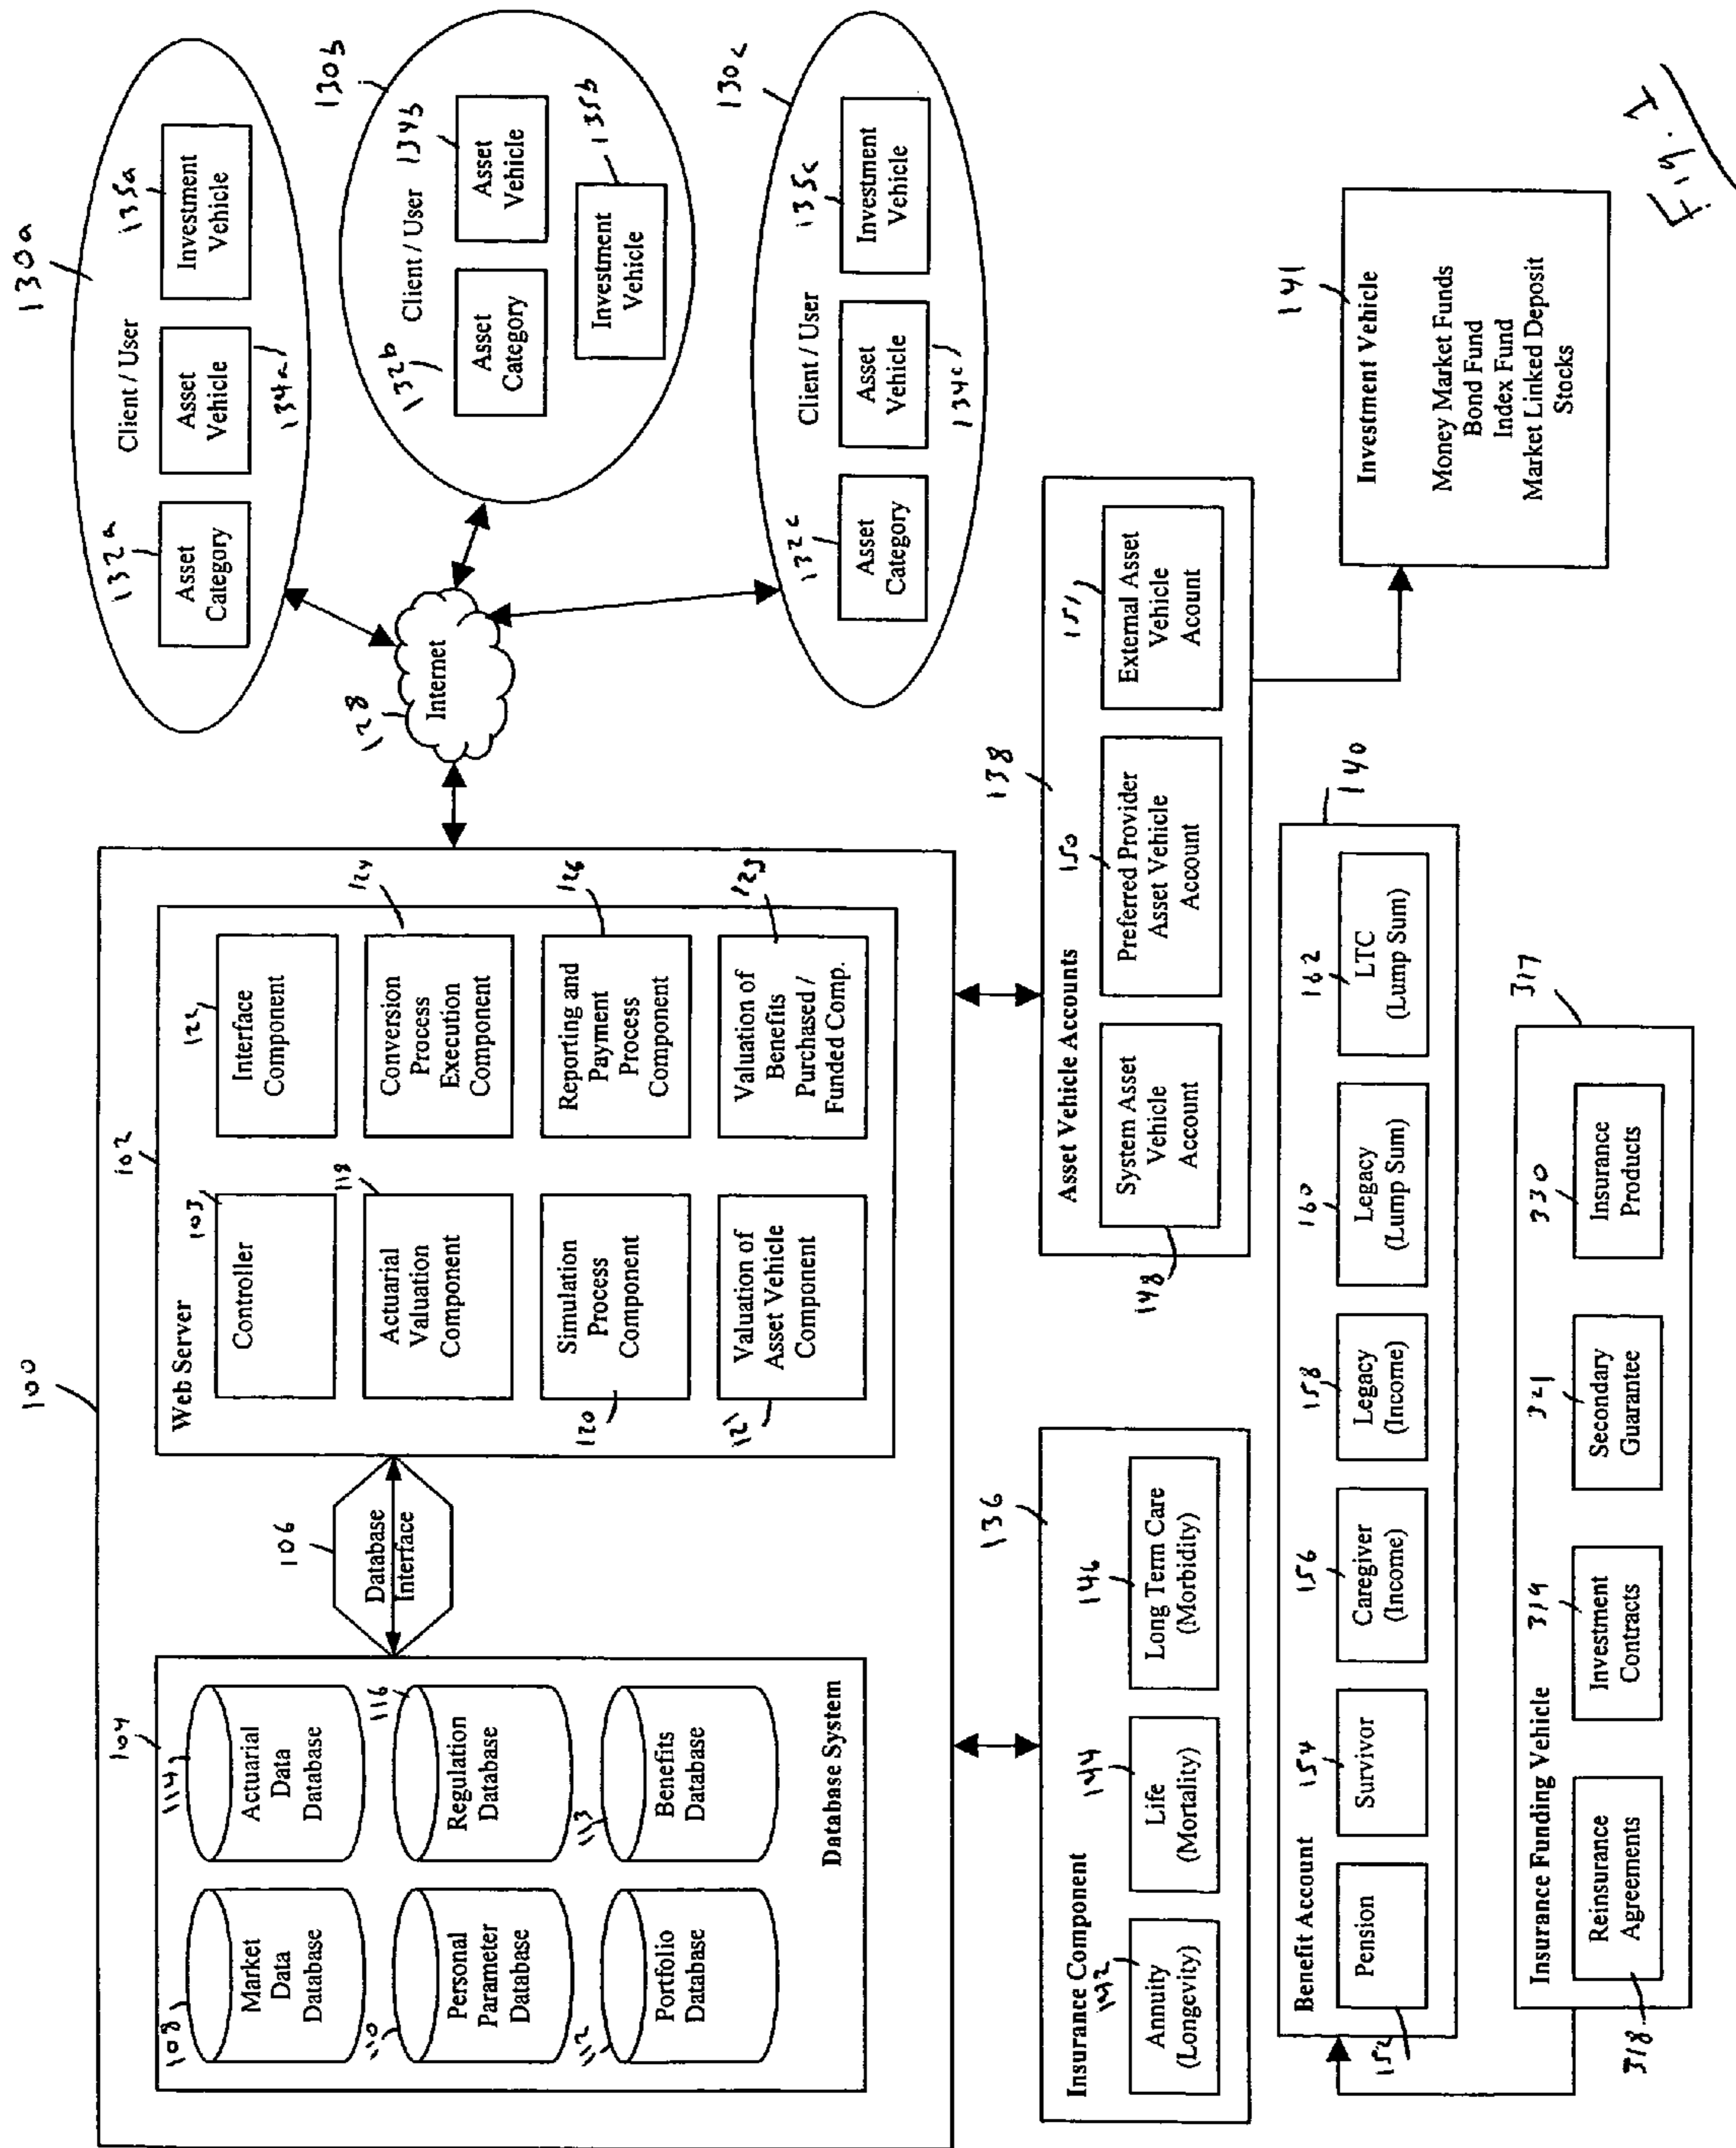 100
104
Market
Data
Database
108
Actuarial
Data
Database
114
Personal
Parameter
Database
110
Regulation
Database
116
Portfolio
Database
112
Benefits
Database
113
Database System
106
Database
Interface
102
Web Server
103
Controller
122
Interface
Component
118
Actuarial
Valuation
Component
124
Conversion
Process
Execution
Component
Simulation
Process
Component
120
126
Reporting and
Payment
Process
Component
Valuation of
Asset Vehicle
Component
121
123
Valuation of
Benefits
Purchased /
Funded Comp.
128
Internet
130a
Client / User
132a
Asset
Category
Asset
Vehicle
134a
135a
Investment
Vehicle
130b
Client / User
132b
Asset
Category
134b
Asset
Vehicle
Investment
Vehicle
135b
130c
Client / User
132c
Asset
Category
Asset
Vehicle
134c
135c
Investment
Vehicle
136
Insurance Component
142
Annuity
(Longevity)
144
Life
(Mortality)
146
Long Term Care
(Morbidity)
138
Asset Vehicle Accounts
System Asset
Vehicle
Account
148
150
Preferred Provider
Asset Vehicle
Account
151
External Asset
Vehicle
Account
140
Benefit Account
Pension
152
154
Survivor
156
Caregiver
(Income)
158
Legacy
(Income)
160
Legacy
(Lump Sum)
162
LTC
(Lump Sum)
141
Investment Vehicle
Money Market Funds
Bond Fund
Index Fund
Market Linked Deposit
Stocks
317
Insurance Funding Vehicle
Reinsurance
Agreements
318
319
Investment
Contracts
321
Secondary
Guarantee
330
Insurance
Products
Fig. 1